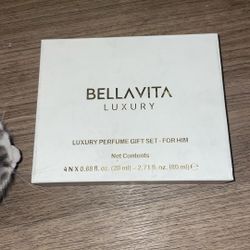 BELLAVITA
LUXURY
LUXURY PERFUME GIFT SET - FOR HIM
Net Contents
4 N X 0.68 fl. oz. (20 ml) - 2.71 fl. oz. (80 ml) ℮